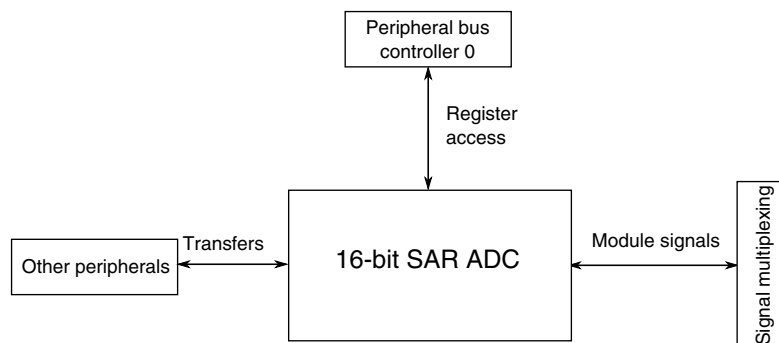 Peripheral bus
controller 0
Register
access
Transfers
Other peripherals
16-bit SAR ADC
Module signals
Signal multiplexing